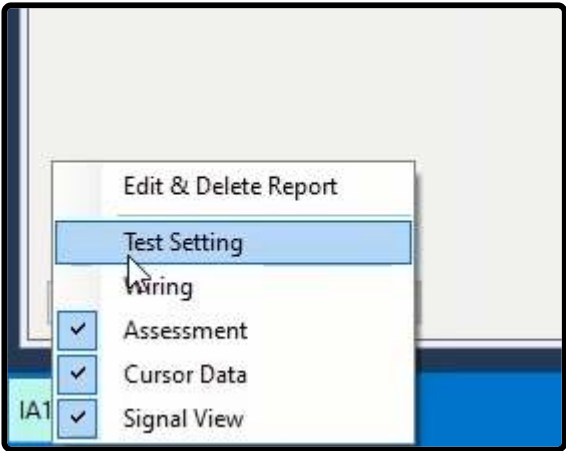 Edit & Delete Report
Test Setting
Wiring
Assessment
Cursor Data
IA1
Signal View